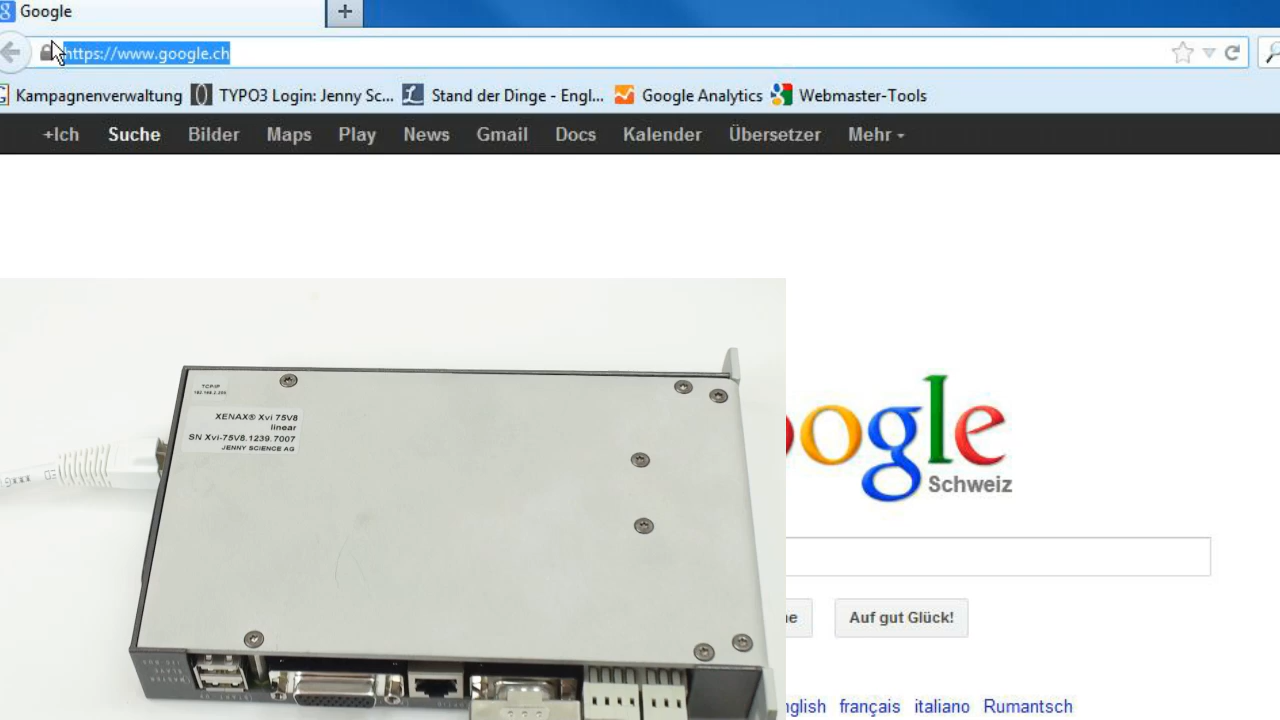 Google
https://www.google.ch
Kampagnenverwaltung TYPO3 Login: Jenny Sc... Stand der Dinge - Engl... Google Analytics Webmaster-Tools
+Ich Suche Bilder Maps Play News Gmail Docs Kalender Übersetzer Mehr
TCP/IP
XENAX® Xvi 75V8
linear
SN Xvi-75V8.1239.7007
JENNY SCIENCE AG
Schweiz
Auf gut Glück!
français italiano Rumantsch